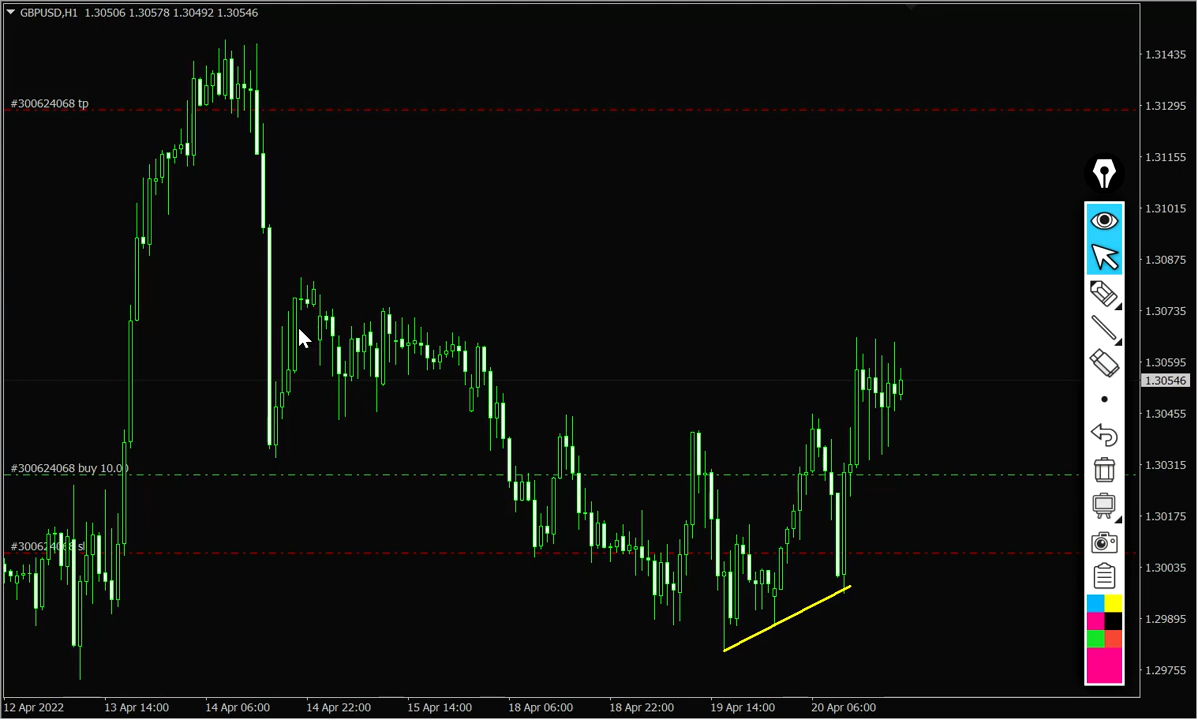 GBPUSD,H1 1.30506 1.30578 1.30492 1.30546
1.31435
#300624068 tp
1.31295
1.31155
1.31015
1.30875
1.30735
1.30595
1.30546
1.30455
#300624068 buy 10.00
1.30315
1.30175
#300624068 sl
1.30035
1.29895
1.29755
12 Apr 2022 13 Apr 14:00 14 Apr 06:00 14 Apr 22:00 15 Apr 14:00 18 Apr 06:00 18 Apr 22:00 19 Apr 14:00 20 Apr 06:00